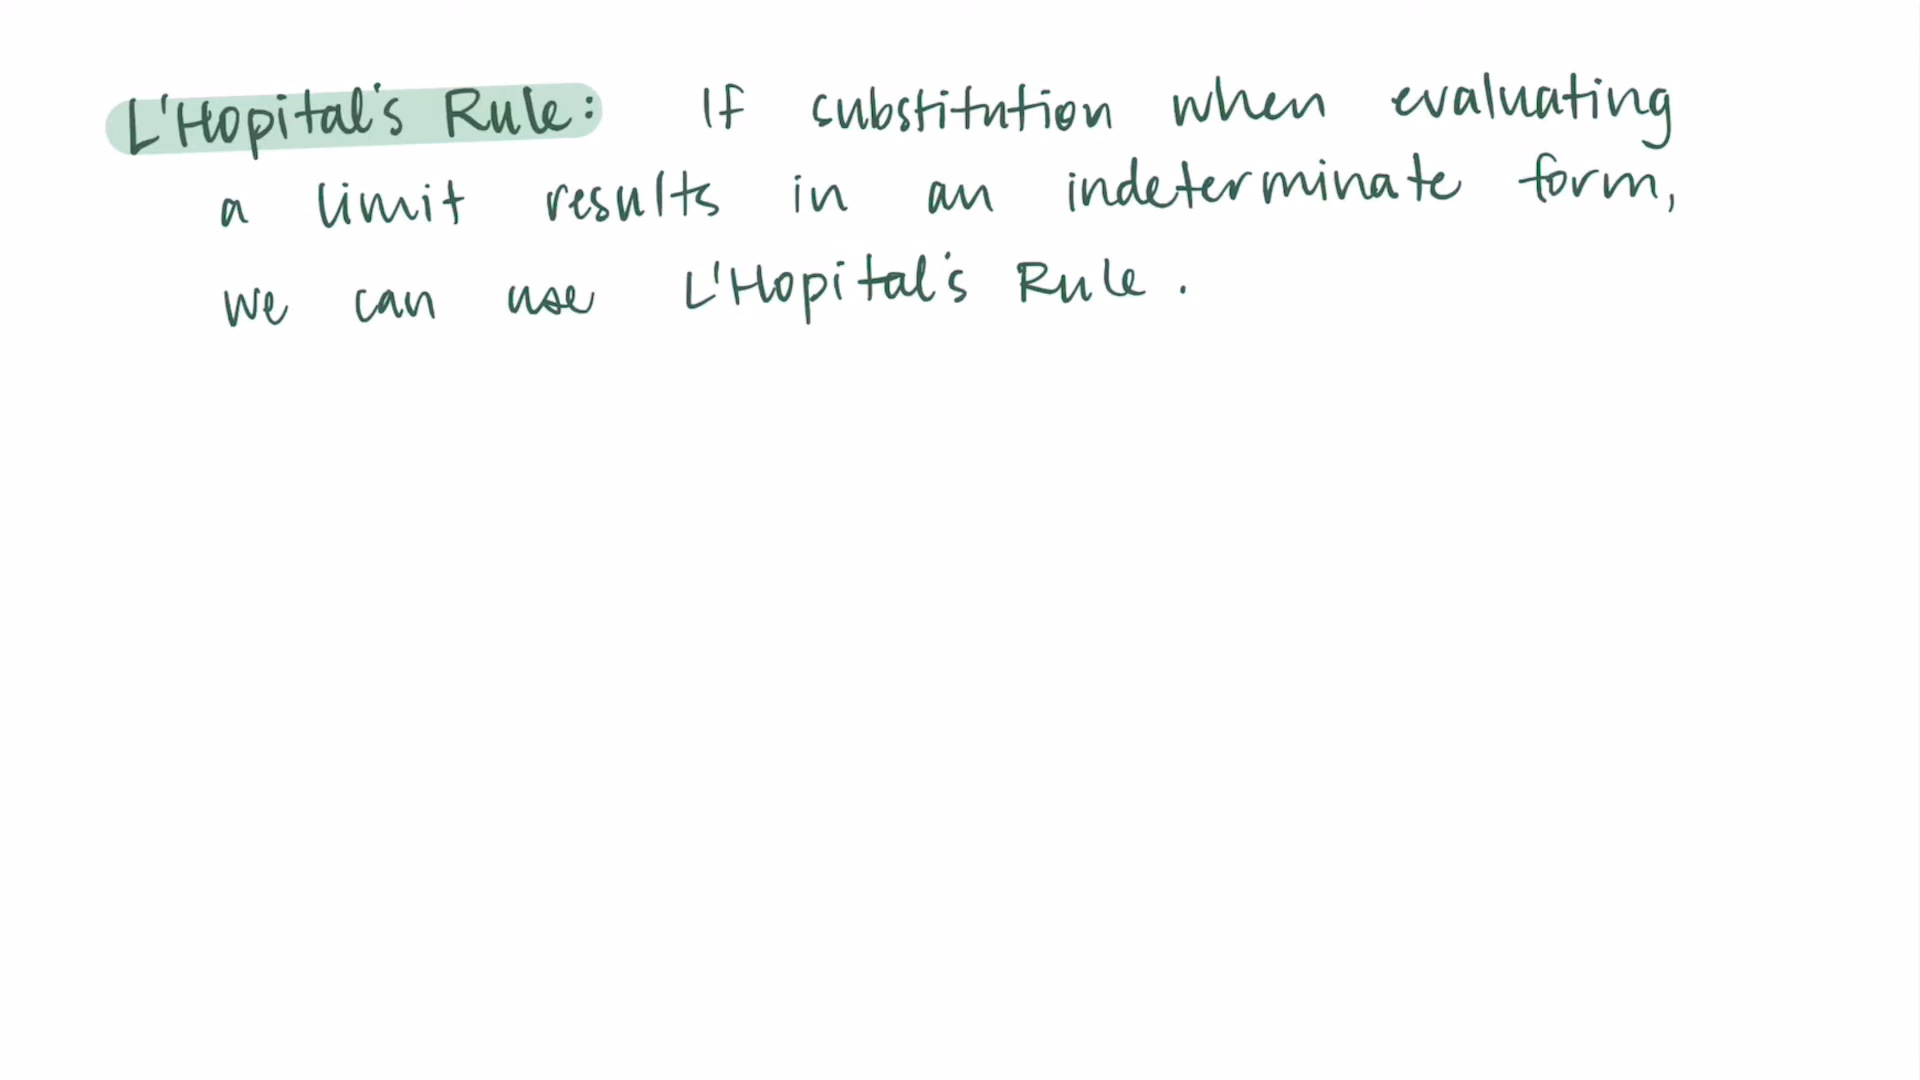 L'Hopital's Rule: If substitution when evaluating
a limit results in an indeterminate form,
we can use L'Hopital's Rule.